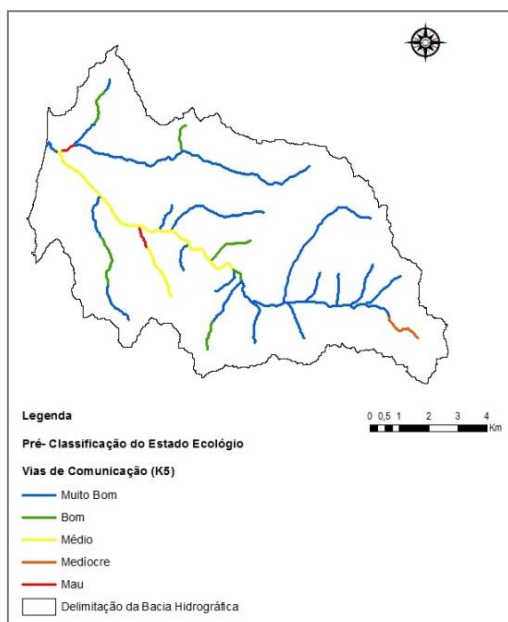 Legenda
0 0,5 1 2 3 4
Km
Pré- Classificação do Estado Ecológio
Vias de Comunicação (K5)
Muito Bom
Bom
Médio
Medíocre
Mau
Delimitação da Bacia Hidrográfica